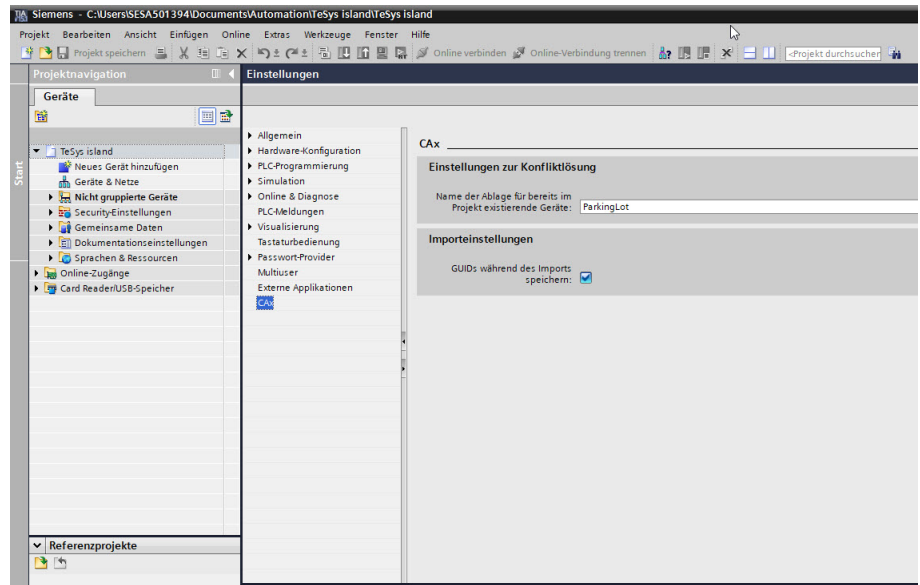 Siemens - C:\Users\SESA501394\Documents\Automation\TeSys island\TeSys island
Projekt Bearbeiten Ansicht Einfügen Online Extras Werkzeuge Fenster Hilfe
Projekt speichern Online verbinden Online-Verbindung trennen <Projekt durchsuchen
Projektnavigation
Einstellungen
Geräte
Start
TeSys island
Neues Gerät hinzufügen
Geräte & Netze
Nicht gruppierte Geräte
Security-Einstellungen
Gemeinsame Daten
Dokumentationseinstellungen
Sprachen & Ressourcen
Online-Zugänge
Card Reader/USB-Speicher
Allgemein
Hardware-Konfiguration
PLC-Programmierung
Simulation
Online & Diagnose
PLC-Meldungen
Visualisierung
Tastaturbedienung
Passwort-Provider
Multiuser
Externe Applikationen
CAx
CAx
Einstellungen zur Konfliktlösung
Name der Ablage für bereits im
Projekt existierende Geräte: ParkingLot
Importeinstellungen
GUIDs während des Imports
speichern:
Referenzprojekte